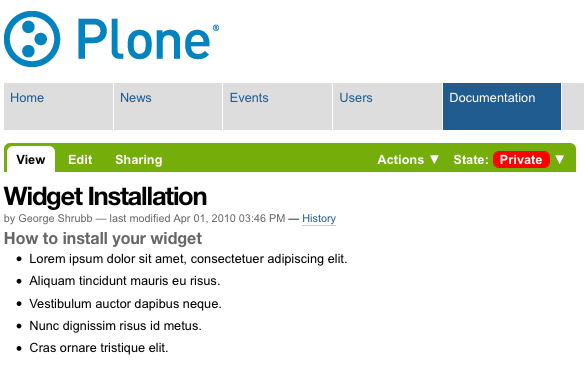 Plone®
Home News Events Users Documentation
View Edit Sharing Actions ▼ State: Private ▼
Widget Installation
by George Shrubb — last modified Apr 01, 2010 03:46 PM — History
How to install your widget
• Lorem ipsum dolor sit amet, consectetuer adipiscing elit.
• Aliquam tincidunt mauris eu risus.
• Vestibulum auctor dapibus neque.
• Nunc dignissim risus id metus.
• Cras ornare tristique elit.